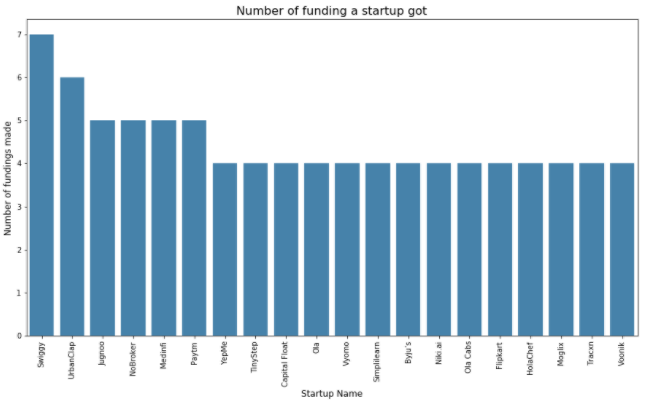 Number of funding a startup got
Number of fundings made
7
6
5
4
3
2
1
0
Swiggy
UrbanClap
Jugnoo
NoBroker
Medinfi
Paytm
YepMe
TinyStep
Capital Float
Ola
Vyomo
Simplilearn
Byju's
Niki ai
Ola Cabs
Flipkart
HolaChef
Moglix
Tracxn
Voonik
Startup Name